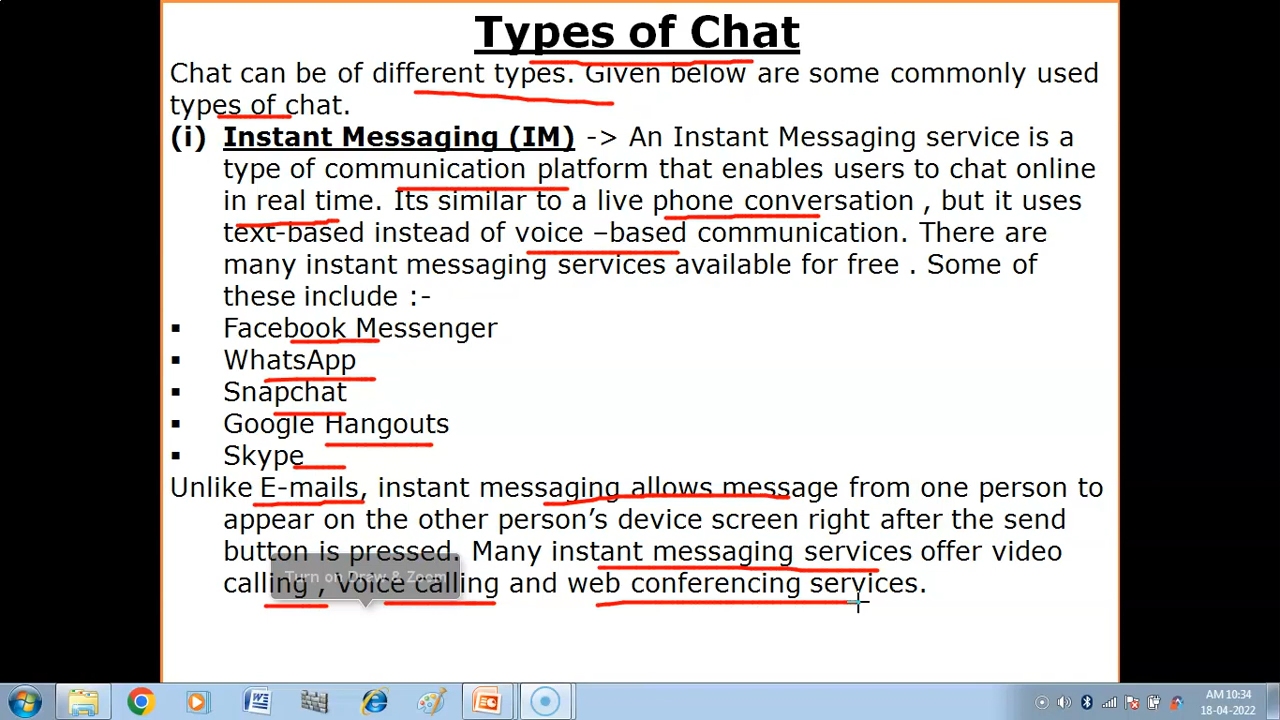 Types of Chat
Chat can be of different types. Given below are some commonly used
types of chat.
(i) Instant Messaging (IM) -> An Instant Messaging service is a
type of communication platform that enables users to chat online
in real time. Its similar to a live phone conversation , but it uses
text-based instead of voice –based communication. There are
many instant messaging services available for free . Some of
these include :-
▪ Facebook Messenger
▪ WhatsApp
▪ Snapchat
▪ Google Hangouts
▪ Skype
Unlike E-mails, instant messaging allows message from one person to
appear on the other person’s device screen right after the send
button is pressed. Many instant messaging services offer video
calling , voice calling and web conferencing services.
Turn on Draw & Zoom
AM 10:34
18-04-2022